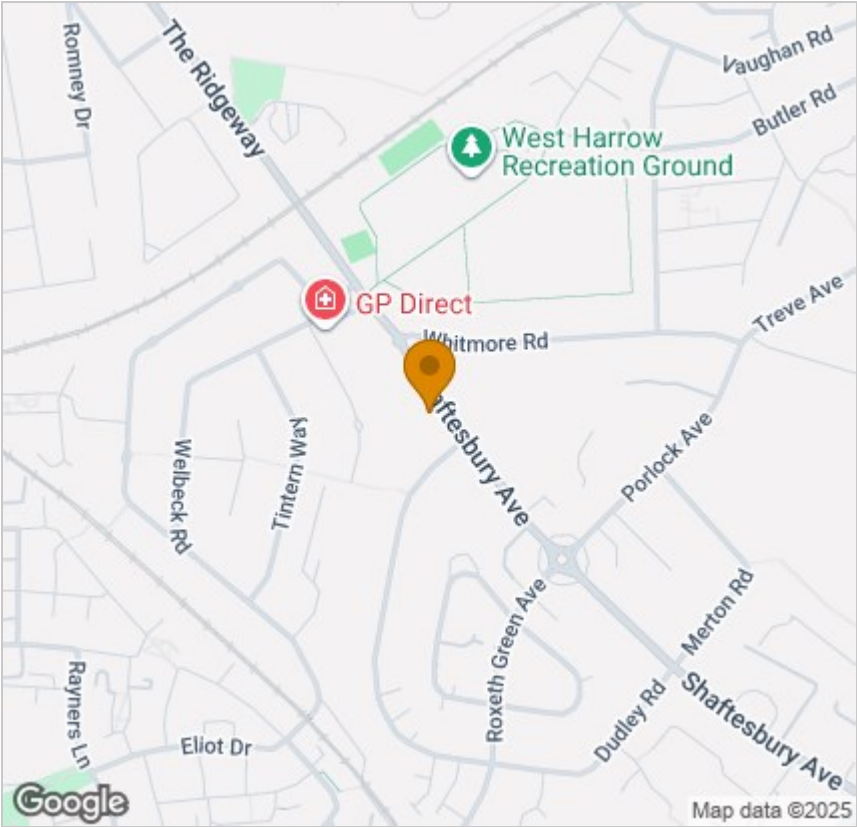 Romney Dr
The Ridgeway
Vaughan Rd
Butler Rd
West Harrow
Recreation Ground
GP Direct
Whitmore Rd
Treve Ave
aftesbury Ave
Porlock Ave
Welbeck Rd
Tintern Way
Roxeth Green Ave
Merton Rd
Dudley Rd
Shaftesbury Ave
Rayners Ln
Eliot Dr
Google
Map data ©2025